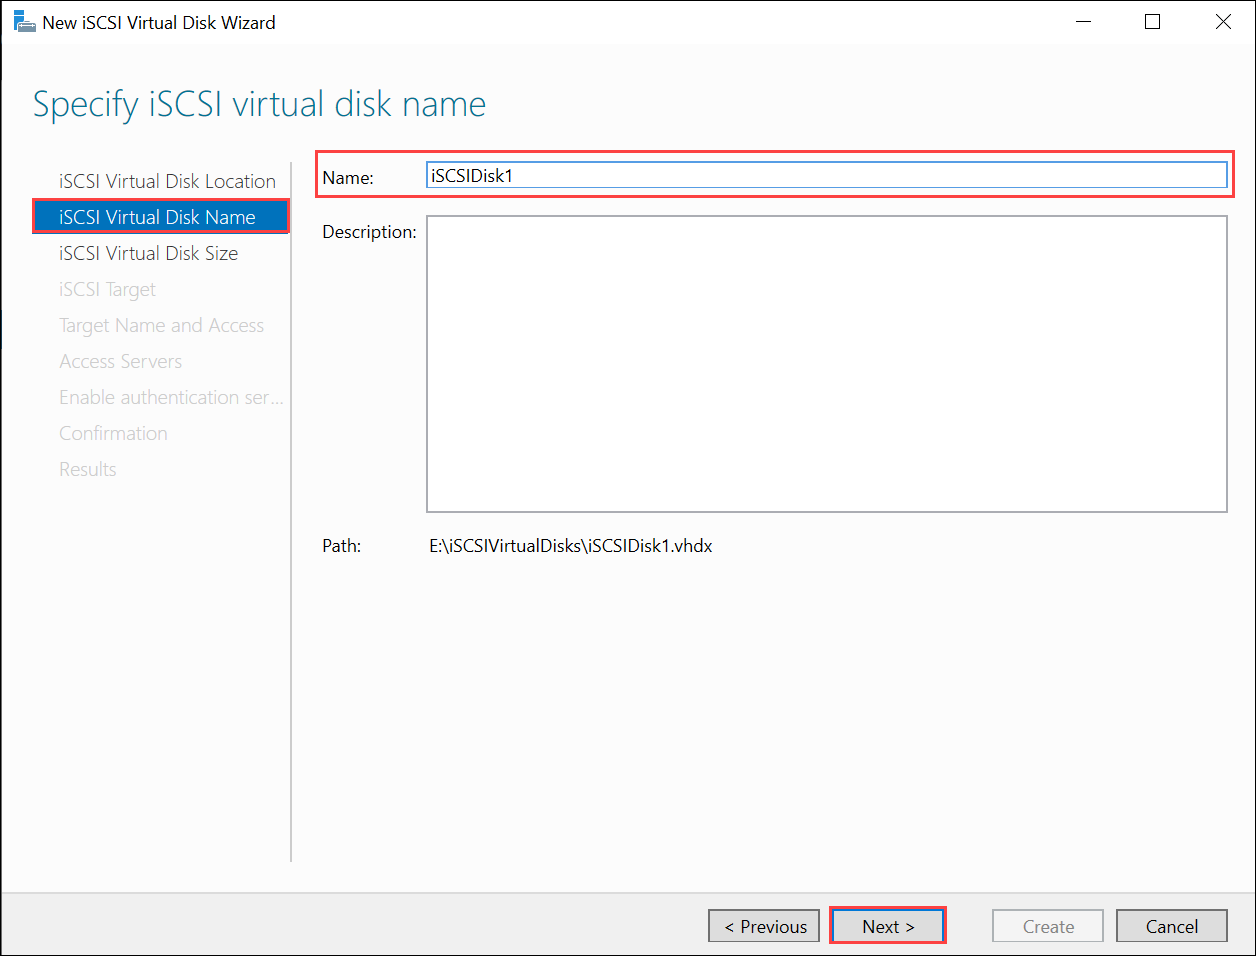 New iSCSI Virtual Disk Wizard
Specify iSCSI virtual disk name
iSCSI Virtual Disk Location
iSCSI Virtual Disk Name
iSCSI Virtual Disk Size
iSCSI Target
Target Name and Access
Access Servers
Enable authentication ser...
Confirmation
Results
Name: iSCSIDisk1
Description:
Path: E:\iSCSIVirtualDisks\iSCSIDisk1.vhdx
< Previous Next > Create Cancel